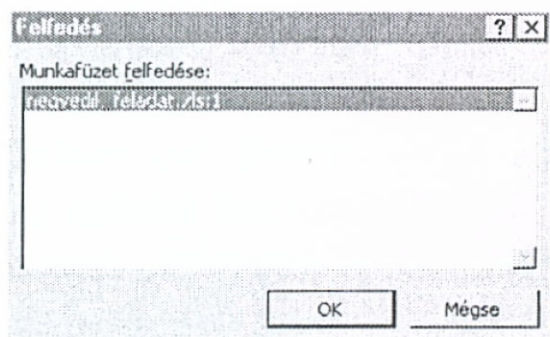 Felfedés
Munkafüzet felfedése:
negyedik_feladat.xls:1
OK
Mégse